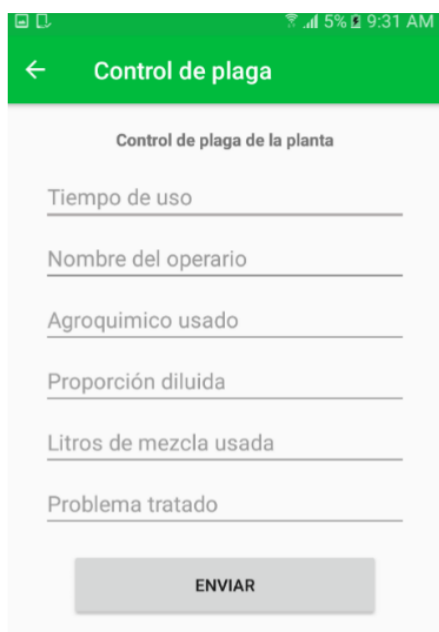 5% 9:31 AM
Control de plaga
Control de plaga de la planta
Tiempo de uso
Nombre del operario
Agroquimico usado
Proporción diluida
Litros de mezcla usada
Problema tratado
ENVIAR